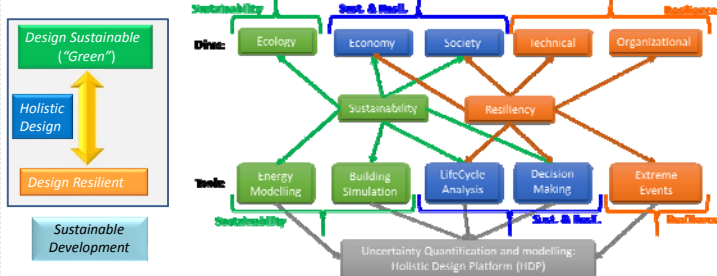 Design Sustainable
("Green")
Holistic
Design
Design Resilient
Sustainable
Development
Sustainability
Sust. & Resil.
Resilience
Dims:
Ecology
Economy
Society
Technical
Organizational
Sustainability
Resiliency
Tools:
Energy
Modelling
Building
Simulation
LifeCycle
Analysis
Decision
Making
Extreme
Events
Sustainability
Sust. & Resil.
Resilience
Uncertainty Quantification and modelling:
Holistic Design Platform (HDP)